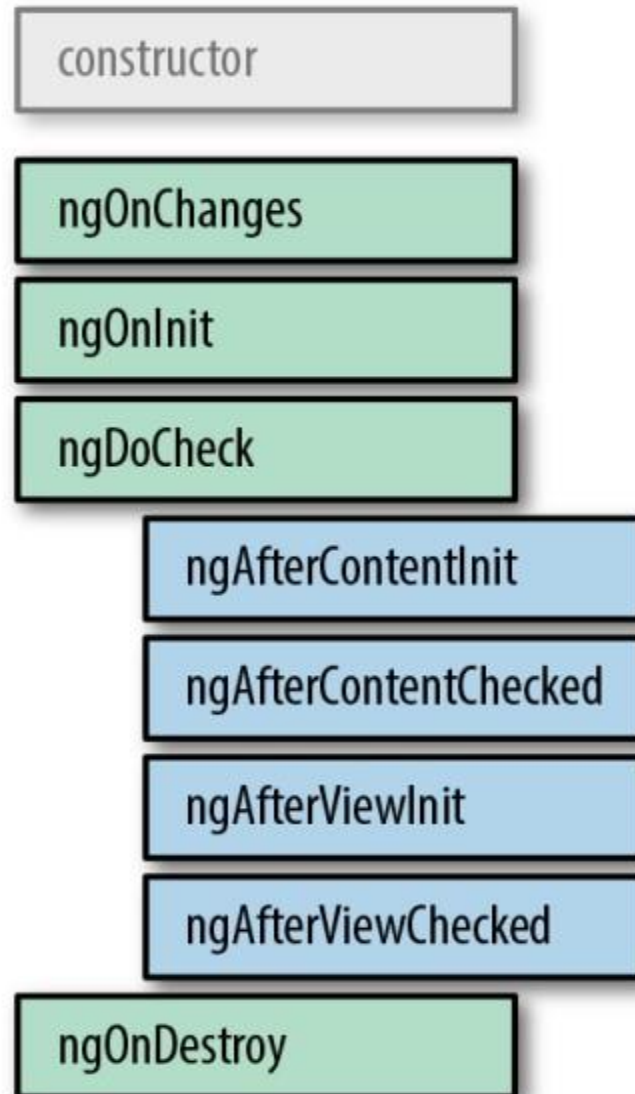 constructor
ngOnChanges
ngOnInit
ngDoCheck
ngAfterContentInit
ngAfterContentChecked
ngAfterViewInit
ngAfterViewChecked
ngOnDestroy